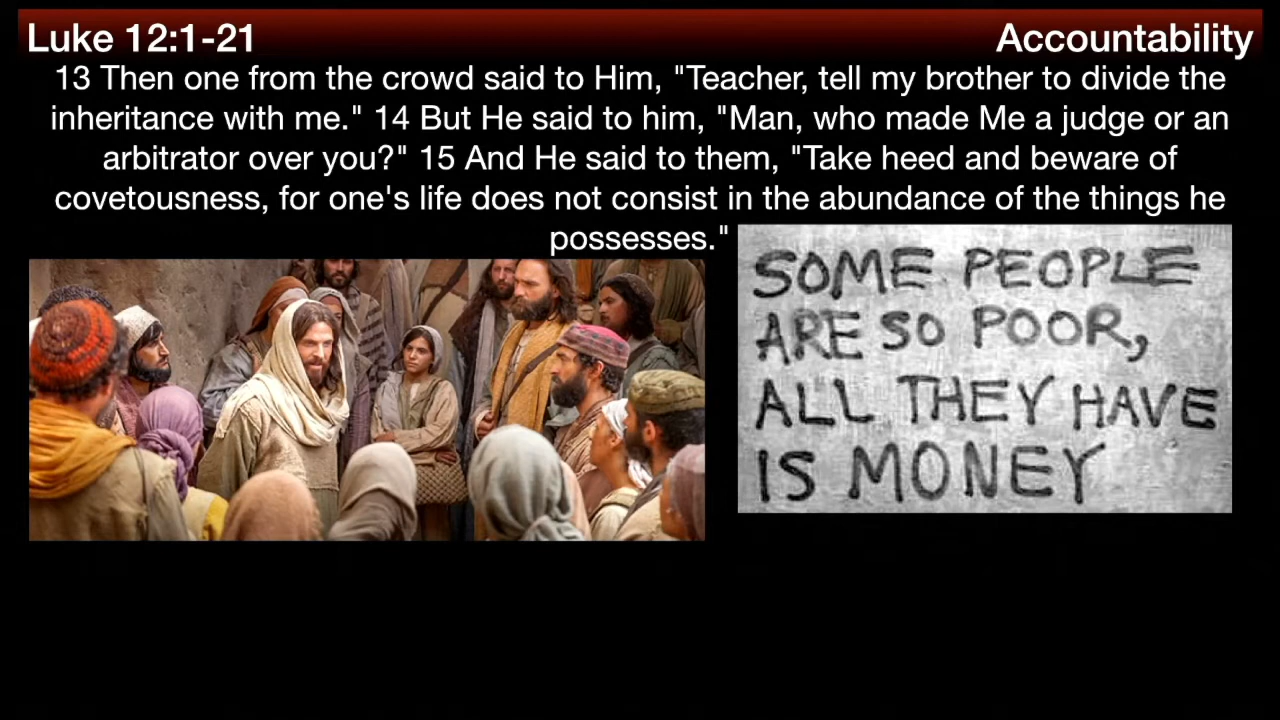 Luke 12:1-21
Accountability
13 Then one from the crowd said to Him, "Teacher, tell my brother to divide the
inheritance with me." 14 But He said to him, "Man, who made Me a judge or an
arbitrator over you?" 15 And He said to them, "Take heed and beware of
covetousness, for one's life does not consist in the abundance of the things he
possesses."
SOME PEOPLE
ARE SO POOR,
ALL THEY HAVE
IS MONEY